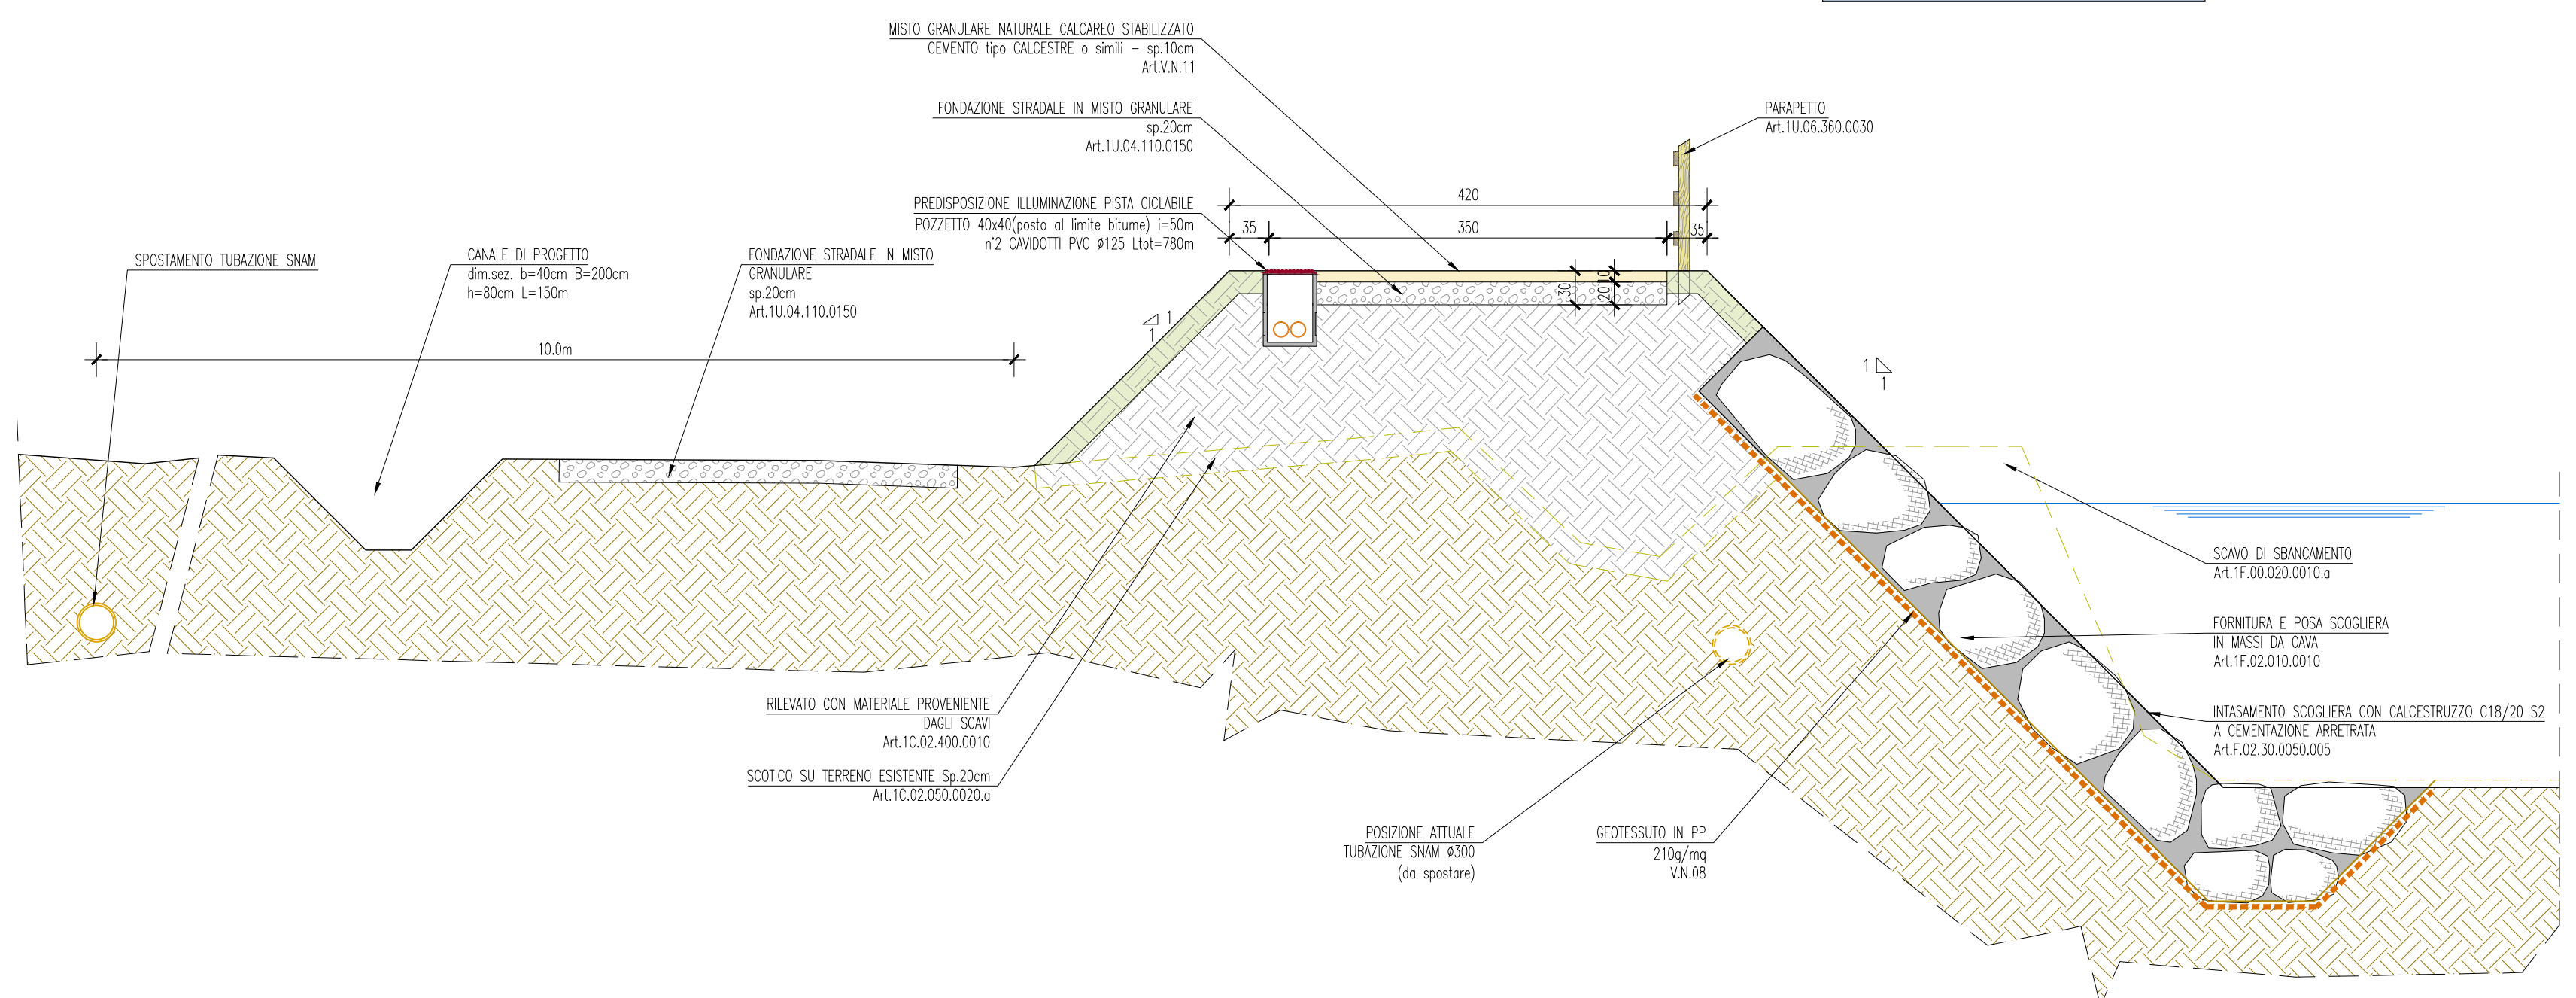 MISTO GRANULARE NATURALE CALCAREO STABILIZZATO
CEMENTO tipo CALCESTRE o simili - sp.10cm
Art.V.N.11
FONDAZIONE STRADALE IN MISTO GRANULARE
sp.20cm
Art.1U.04.110.0150
PARAPETTO
Art.1U.06.360.0030
420
PREDISPOSIZIONE ILLUMINAZIONE PISTA CICLABILE
POZZETTO 40x40(posto al limite bitume) i=50m
n°2 CAVIDOTTI PVC ø125 Ltot=780m
35
350
35
SPOSTAMENTO TUBAZIONE SNAM
CANALE DI PROGETTO
dim.sez. b=40cm B=200cm
h=80cm L=150m
FONDAZIONE STRADALE IN MISTO
GRANULARE
sp.20cm
Art.1U.04.110.0150
30
10
20
1
1
10.0m
1
1
SCAVO DI SBANCAMENTO
Art.1F.00.020.0010.a
FORNITURA E POSA SCOGLIERA
IN MASSI DA CAVA
Art.1F.02.010.0010
RILEVATO CON MATERIALE PROVENIENTE
DAGLI SCAVI
Art.1C.02.400.0010
INTASAMENTO SCOGLIERA CON CALCESTRUZZO C18/20 S2
A CEMENTAZIONE ARRETRATA
Art.F.02.30.0050.005
SCOTICO SU TERRENO ESISTENTE Sp.20cm
Art.1C.02.050.0020.a
POSIZIONE ATTUALE
TUBAZIONE SNAM ø300
(da spostare)
GEOTESSUTO IN PP
210g/mq
V.N.08